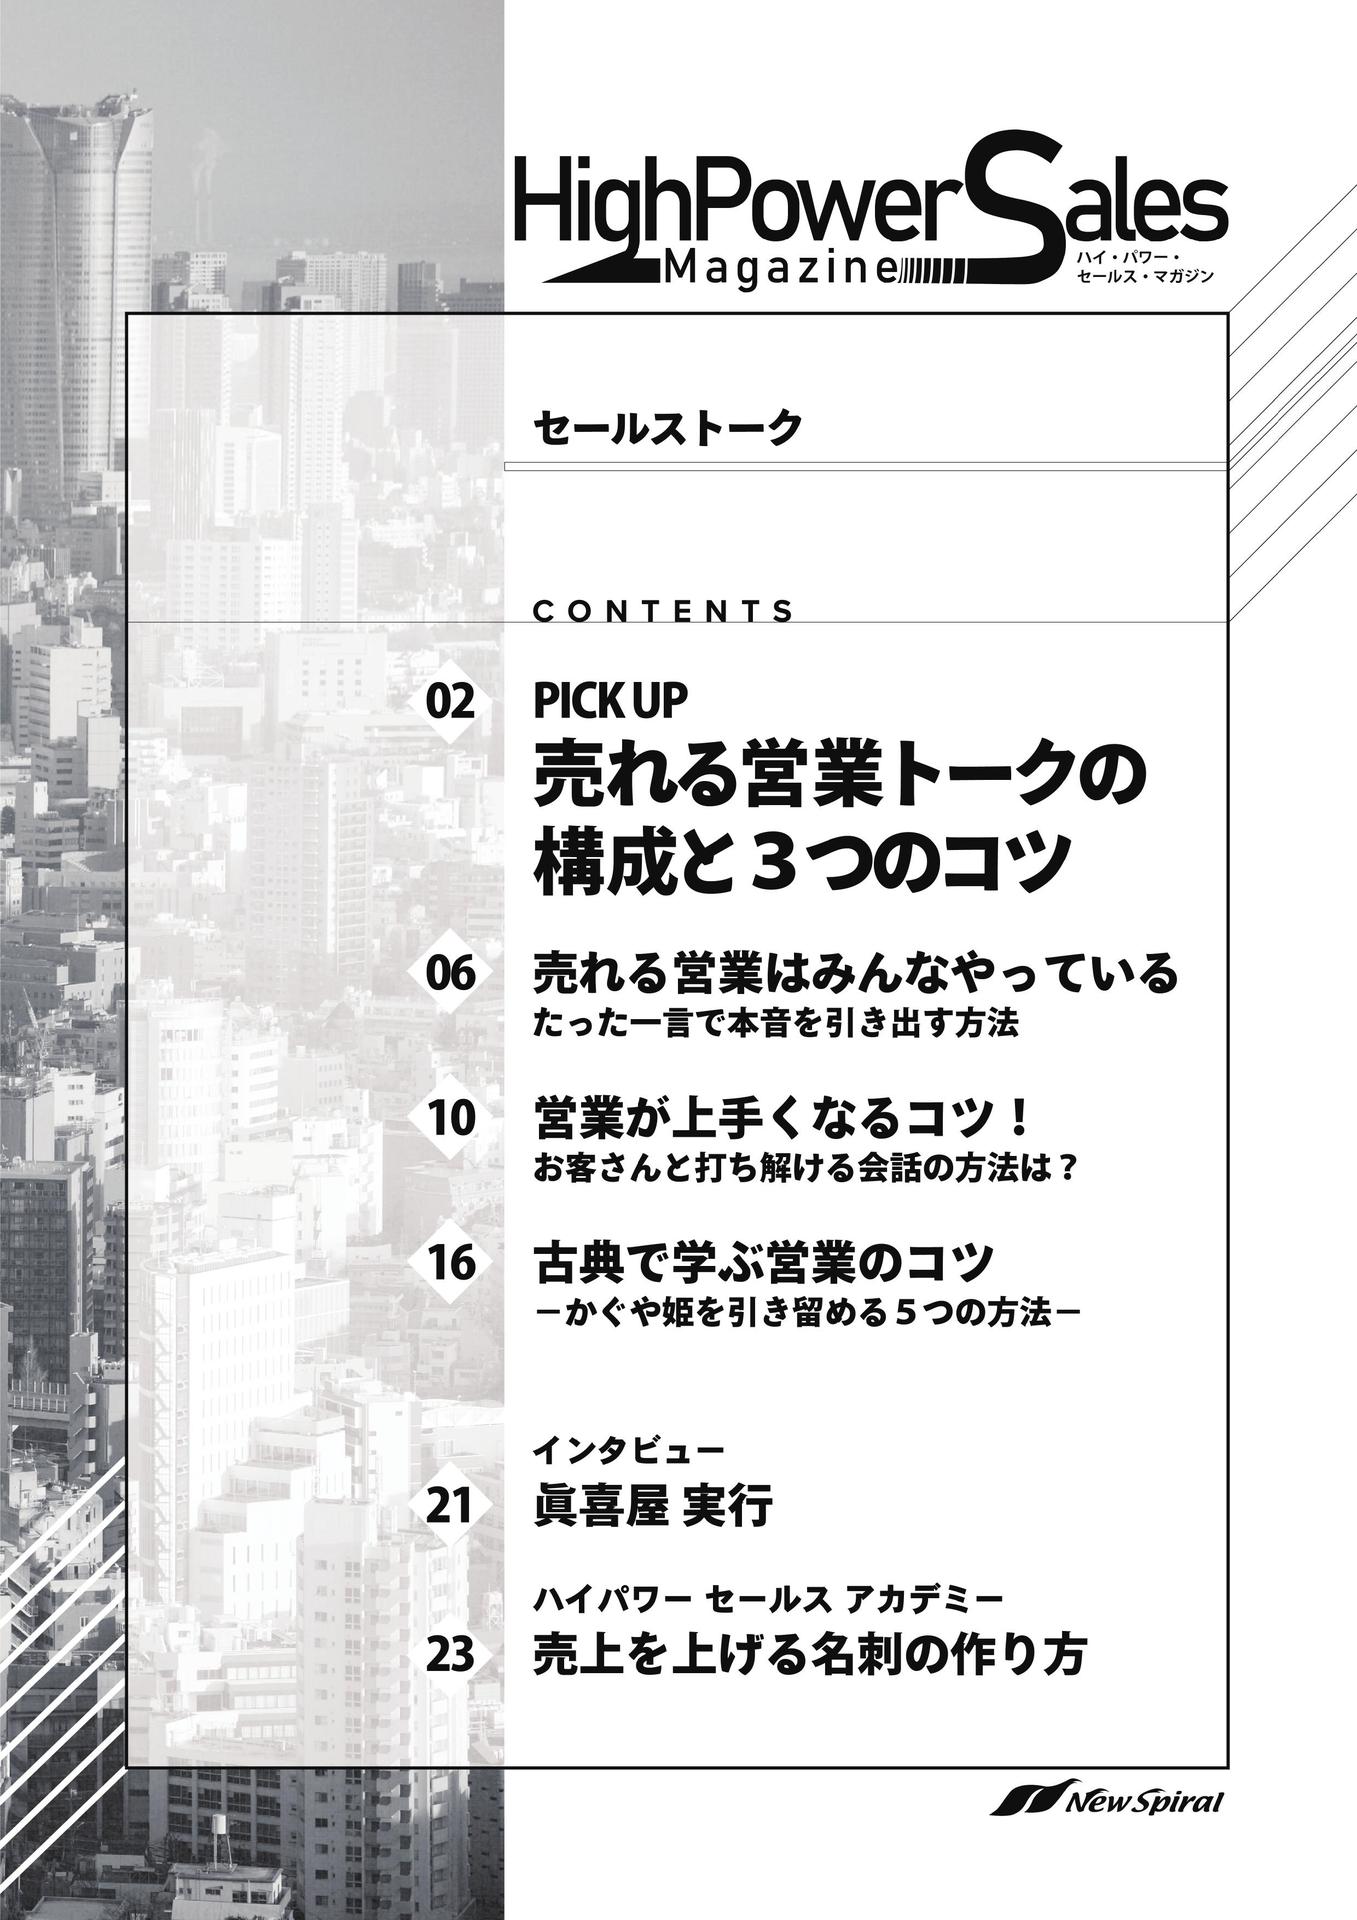 HighPowerSales
Magazine
ハイ・パワー・
セールス・マガジン
セールストーク
CONTENTS
02
PICK UP
売れる営業トークの
構成と３つのコツ
06
売れる営業はみんなやっている
たった一言で本音を引き出す方法
10
営業が上手くなるコツ！
お客さんと打ち解ける会話の方法は？
16
古典で学ぶ営業のコツ
－かぐや姫を引き留める５つの方法－
インタビュー
21
眞喜屋 実行
ハイパワー セールス アカデミー
23
売上を上げる名刺の作り方
New Spiral